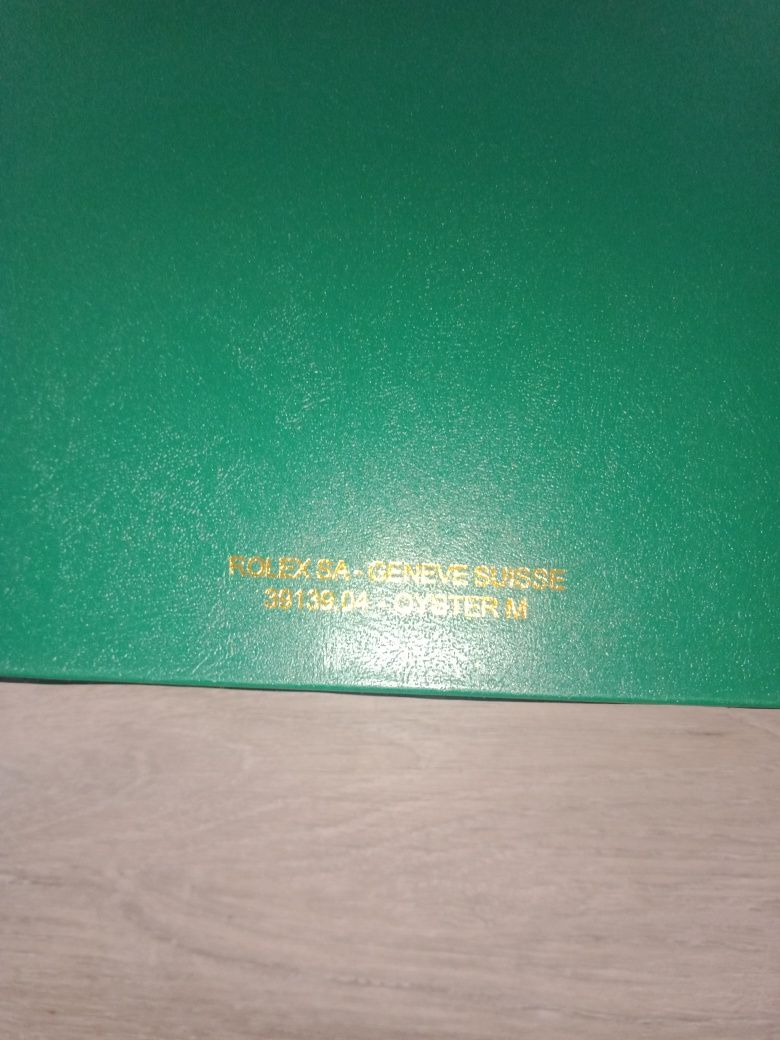 ROLEX SA - GENEVE SUISSE
39139.04 - OYSTER M